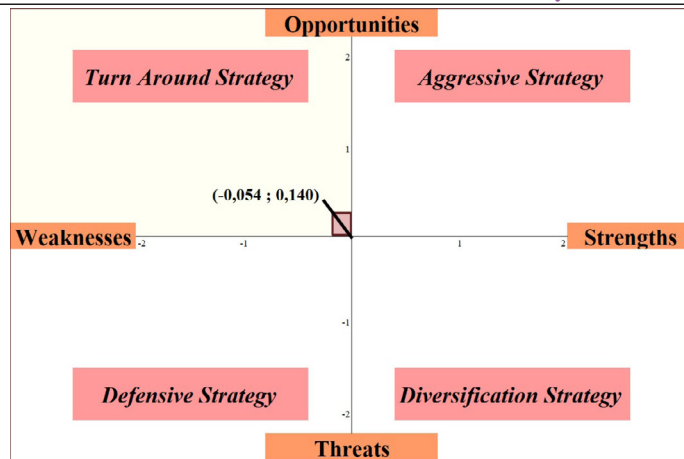 Opportunities
Turn Around Strategy
Aggressive Strategy
2
1
(-0,054 ; 0,140)
Weaknesses
Strengths
-2
-1
1
2
-1
Defensive Strategy
Diversification Strategy
-2
Threats